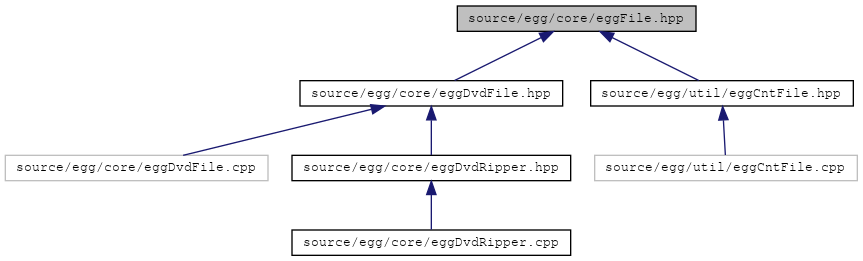 source/egg/core/eggFile.hpp
source/egg/core/eggDvdFile.hpp
source/egg/util/eggCntFile.hpp
source/egg/core/eggDvdFile.cpp
source/egg/core/eggDvdRipper.hpp
source/egg/util/eggCntFile.cpp
source/egg/core/eggDvdRipper.cpp